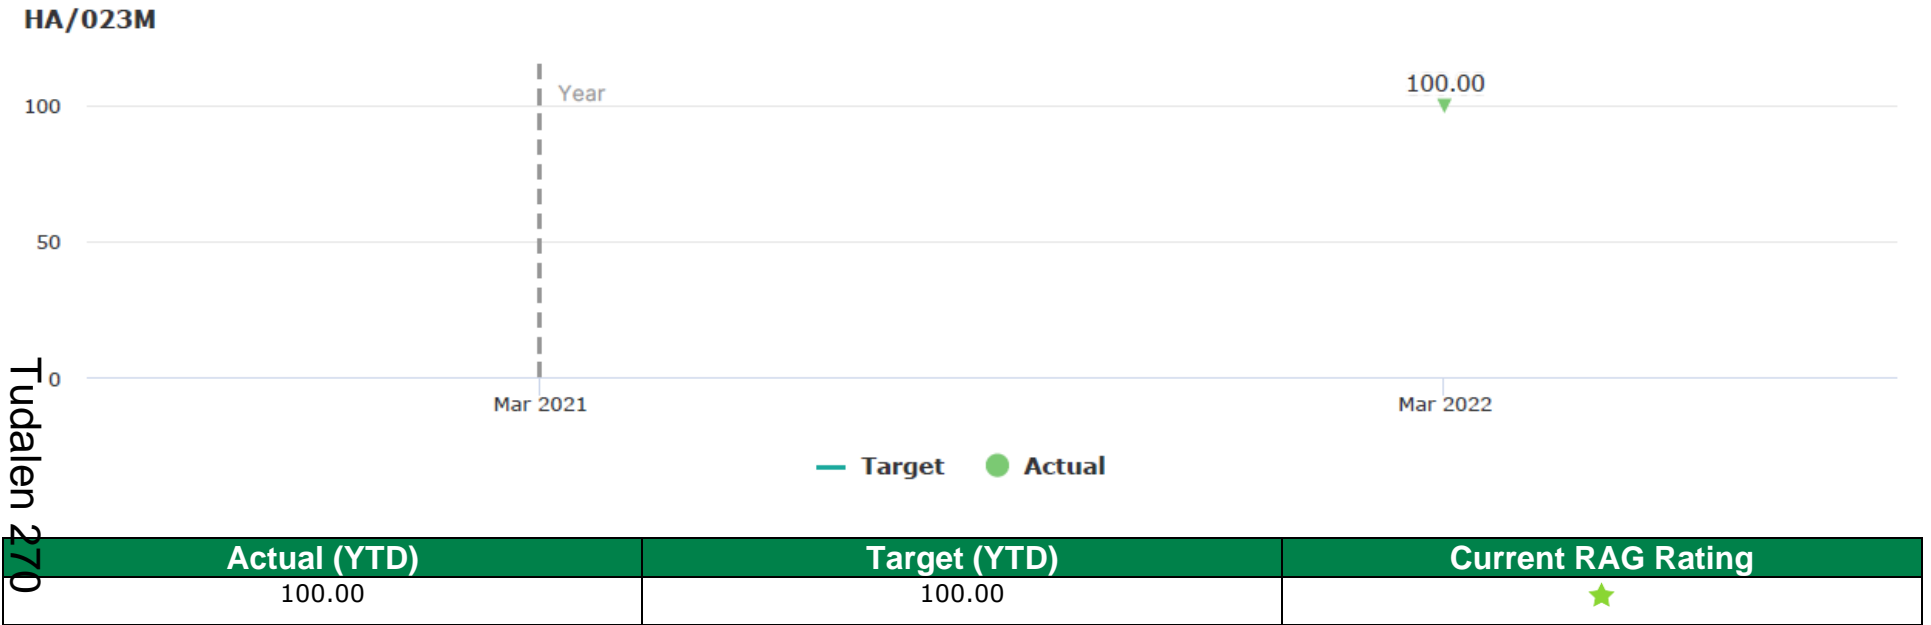 HA/023M
100.00
Year
100
50
0
Mar 2021
Mar 2022
Target
Actual
Tudalen 270
Actual (YTD)
Target (YTD)
Current RAG Rating
100.00
100.00